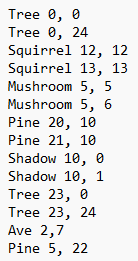 Tree 0, 0
Tree 0, 24
Squirrel 12, 12
Squirrel 13, 13
Mushroom 5, 5
Mushroom 5, 6
Pine 20, 10
Pine 21, 10
Shadow 10, 0
Shadow 10, 1
Tree 23, 0
Tree 23, 24
Ave 2,7
Pine 5, 22